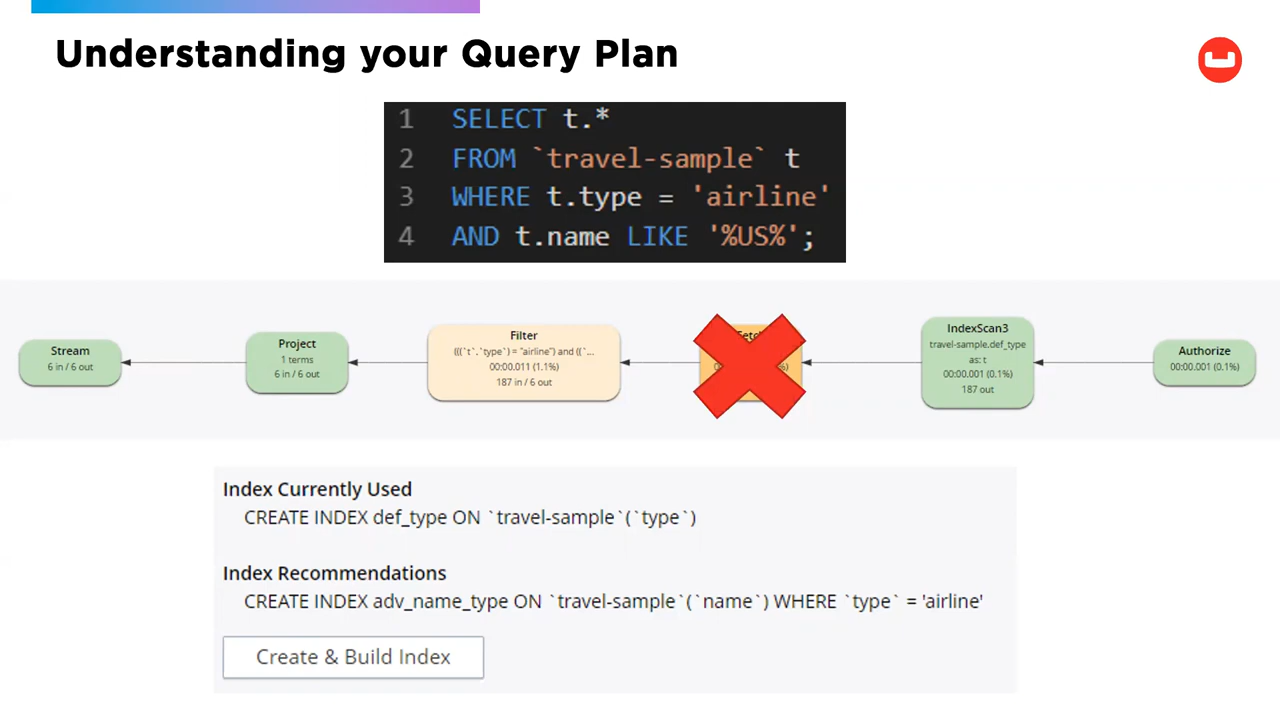 Understanding your Query Plan
1 SELECT t.*
2 FROM `travel-sample` t
3 WHERE t.type = 'airline'
4 AND t.name LIKE '%US%';
Stream
6 in / 6 out
Project
1 terms
6 in / 6 out
Filter
(((`t`.`type`) = "airline") and ((`...
00:00.011 (1.1%)
187 in / 6 out
IndexScan3
travel-sample.def_type
as: t
00:00.001 (0.1%)
187 out
Authorize
00:00.001 (0.1%)
Index Currently Used
CREATE INDEX def_type ON `travel-sample`(`type`)
Index Recommendations
CREATE INDEX adv_name_type ON `travel-sample`(`name`) WHERE `type` = 'airline'
Create & Build Index